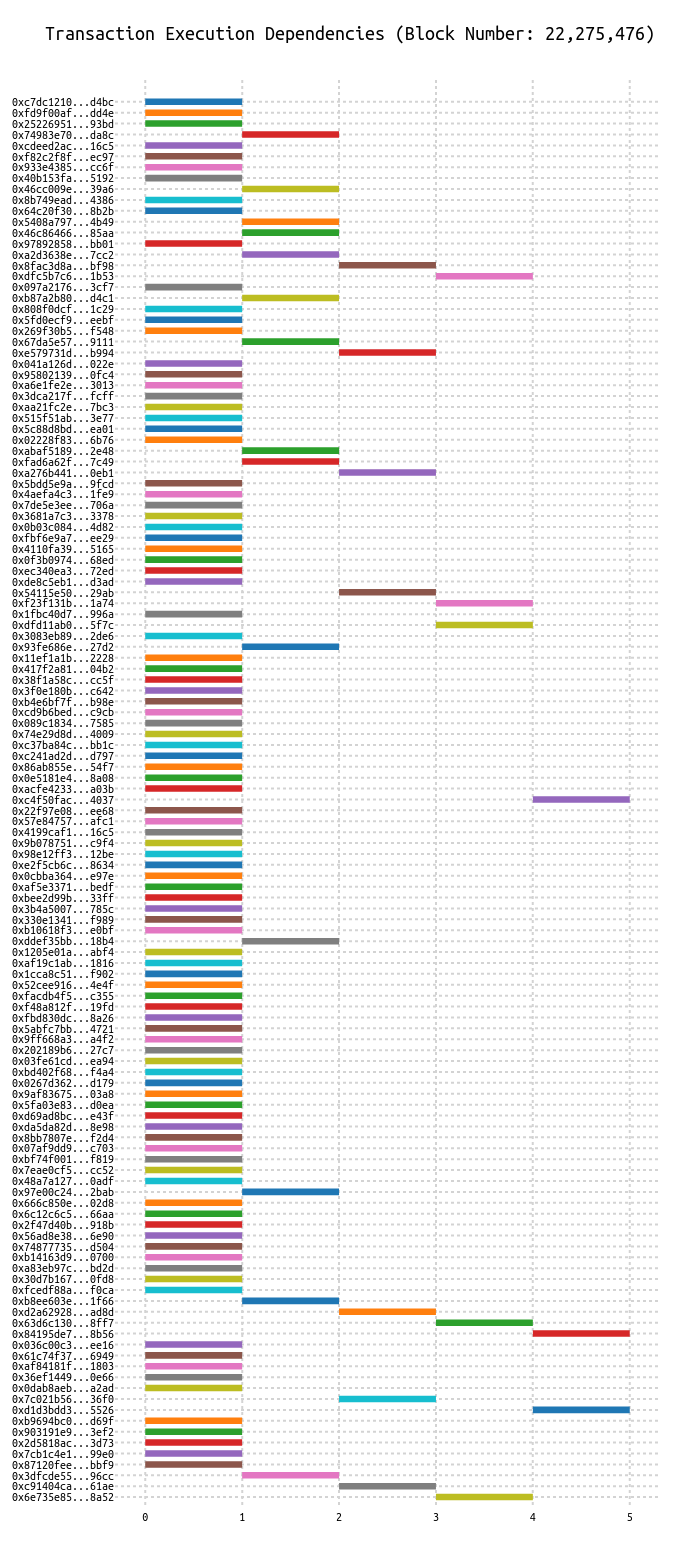 Transaction Execution Dependencies (Block Number: 22,275,476)
0xc7dc1210...d4bc
0xfd9f00af...dd4e
0x25226951...93bd
0x74983e70...da8c
0xcdeed2ac...16c5
0xf82c2f8f...ec97
0x933e4385...cc6f
0x40b153fa...5192
0x46cc009e...39a6
0x8b749ead...4386
0x64c20f30...8b2b
0x5408a797...4b49
0x46c86466...85aa
0x97892858...bb01
0xa2d3638e...7cc2
0x8fac3d8a...bf98
0xdfc5b7c6...1b53
0x097a2176...3cf7
0xb87a2b80...d4c1
0x808f0dcf...1c29
0x5fd0ecf9...eebf
0x269f30b5...f548
0x67da5e57...9111
0xe579731d...b994
0x041a126d...022e
0x95802139...0fc4
0xa6e1fe2e...3013
0x3dca217f...fcff
0xaa21fc2e...7bc3
0x515f51ab...3e77
0x5c88d8bd...ea01
0x02228f83...6b76
0xabaf5189...2e48
0xfad6a62f...7c49
0xa276b441...0eb1
0x5bdd5e9a...9fcd
0x4aefa4c3...1fe9
0x7de5e3ee...706a
0x3681a7c3...3378
0x0b03c084...4d82
0xfbf6e9a7...ee29
0x4110fa39...5165
0x0f3b0974...68ed
0xec340ea3...72ed
0xde8c5eb1...d3ad
0x54115e50...29ab
0xf23f131b...1a74
0x1fbc40d7...996a
0xdfd11ab0...5f7c
0x3083eb89...2de6
0x93fe686e...27d2
0x11ef1a1b...2228
0x417f2a81...04b2
0x38f1a58c...cc5f
0x3f0e180b...c642
0xb4e6bf7f...b98e
0xcd9b6bed...c9cb
0x089c1834...7585
0x74e29d8d...4009
0xc37ba84c...bb1c
0xc241ad2d...d797
0x86ab855e...54f7
0x0e5181e4...8a08
0xacfe4233...a03b
0xc4f50fac...4037
0x22f97e08...ee68
0x57e84757...afc1
0x4199caf1...16c5
0x9b078751...c9f4
0x98e12ff3...12be
0xe2f5cb6c...8634
0x0cbba364...e97e
0xaf5e3371...bedf
0xbee2d99b...33ff
0x3b4a5007...785c
0x330e1341...f989
0xb10618f3...e0bf
0xddef35bb...18b4
0x1205e01a...abf4
0xaf19c1ab...1816
0x1cca8c51...f902
0x52cee916...4e4f
0xfacdb4f5...c355
0xf48a812f...19fd
0xfbd830dc...8a26
0x5abfc7bb...4721
0x9ff668a3...a4f2
0x202189b6...27c7
0x03fe61cd...ea94
0xbd402f68...f4a4
0x0267d362...d179
0x9af83675...03a8
0x5fa03e83...d0ea
0xd69ad8bc...e43f
0xda5da82d...8e98
0x8bb7807e...f2d4
0x07af9dd9...c703
0xbf74f001...f819
0x7eae0cf5...cc52
0x48a7a127...0adf
0x97e00c24...2bab
0x666c850e...02d8
0x6c12c6c5...66aa
0x2f47d40b...918b
0x56ad8e38...6e90
0x74877735...d504
0xb14163d9...0700
0xa83eb97c...bd2d
0x30d7b167...0fd8
0xfcedf88a...f0ca
0xb8ee603e...1f66
0xd2a62928...ad8d
0x63d6c130...8ff7
0x84195de7...8b56
0x036c00c3...ee16
0x61c74f37...6949
0xaf84181f...1803
0x36ef1449...0e66
0x0dab8aeb...a2ad
0x7c021b56...36f0
0xd1d3bdd3...5526
0xb9694bc0...d69f
0x903191e9...3ef2
0x2d5818ac...3d73
0x7cb1c4e1...99e0
0x87120fee...bbf9
0x3dfcde55...96cc
0xc91404ca...61ae
0x6e735e85...8a52
0 1 2 3 4 5